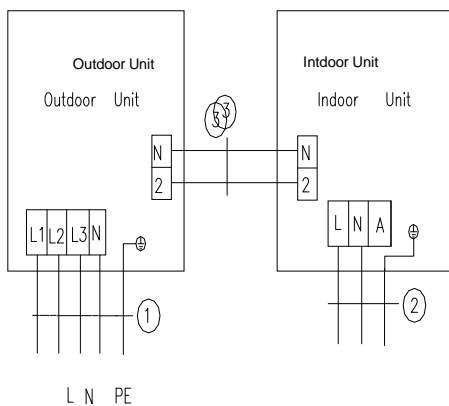 Outdoor Unit
Outdoor Unit
N
2
L1 L2 L3 N
1
L N PE
3 3
Intdoor Unit
Indoor Unit
N
2
L N A
2